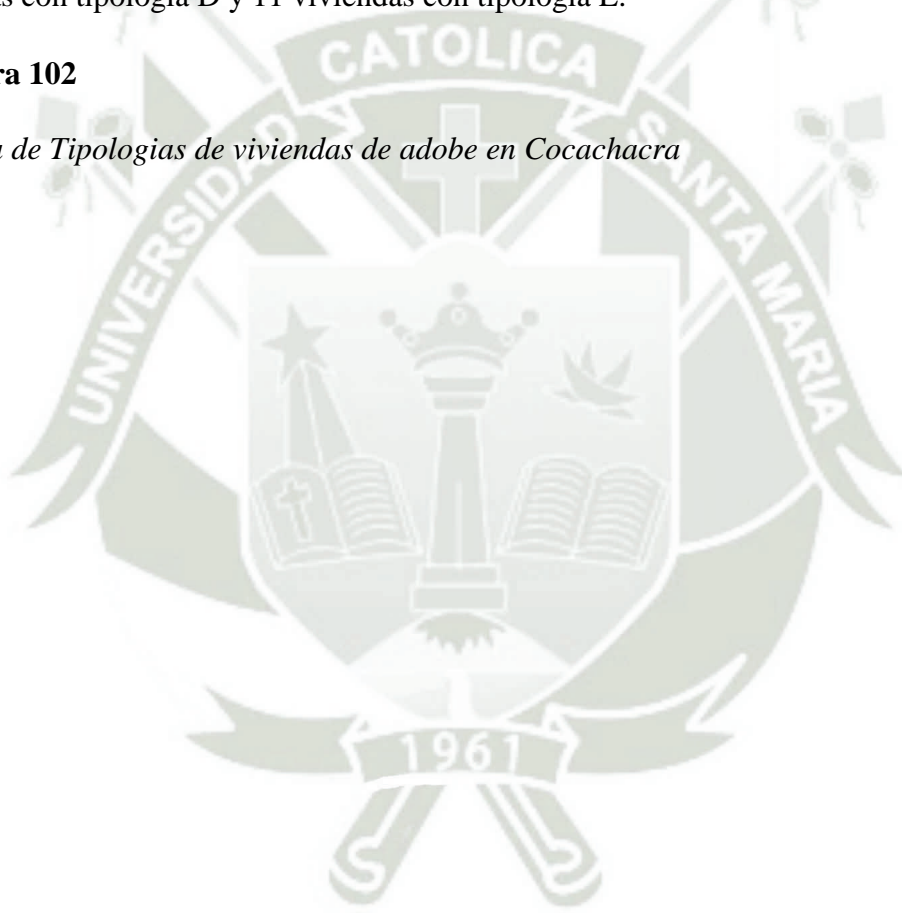 con tipología D y 11 viviendas con tipología E.
102
de Tipologias de viviendas de adobe en Cocachacra
UNIVERSIDAD CATOLICA SANTA MARIA
1961